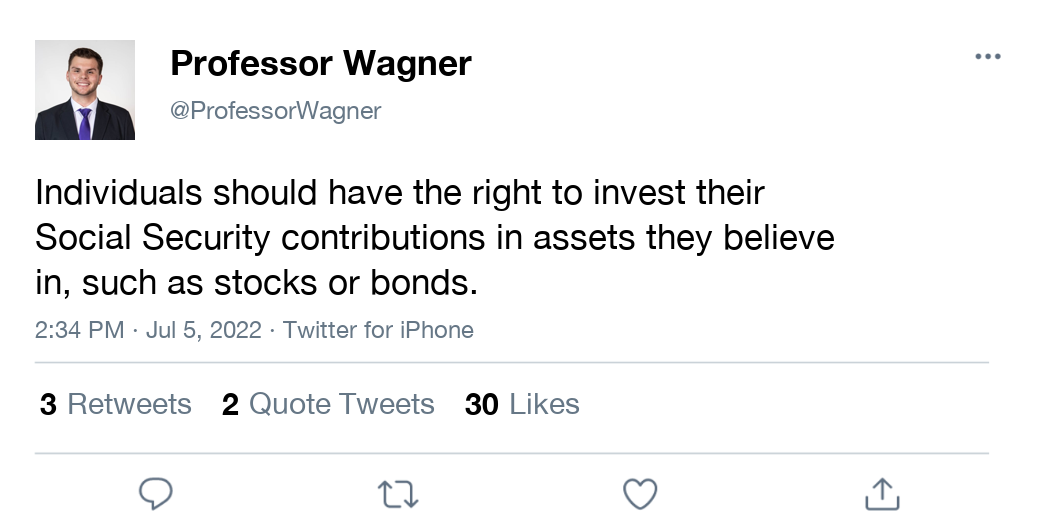 Professor Wagner
@ProfessorWagner
Individuals should have the right to invest their
Social Security contributions in assets they believe
in, such as stocks or bonds.
2:34 PM · Jul 5, 2022 · Twitter for iPhone
3 Retweets 2 Quote Tweets 30 Likes